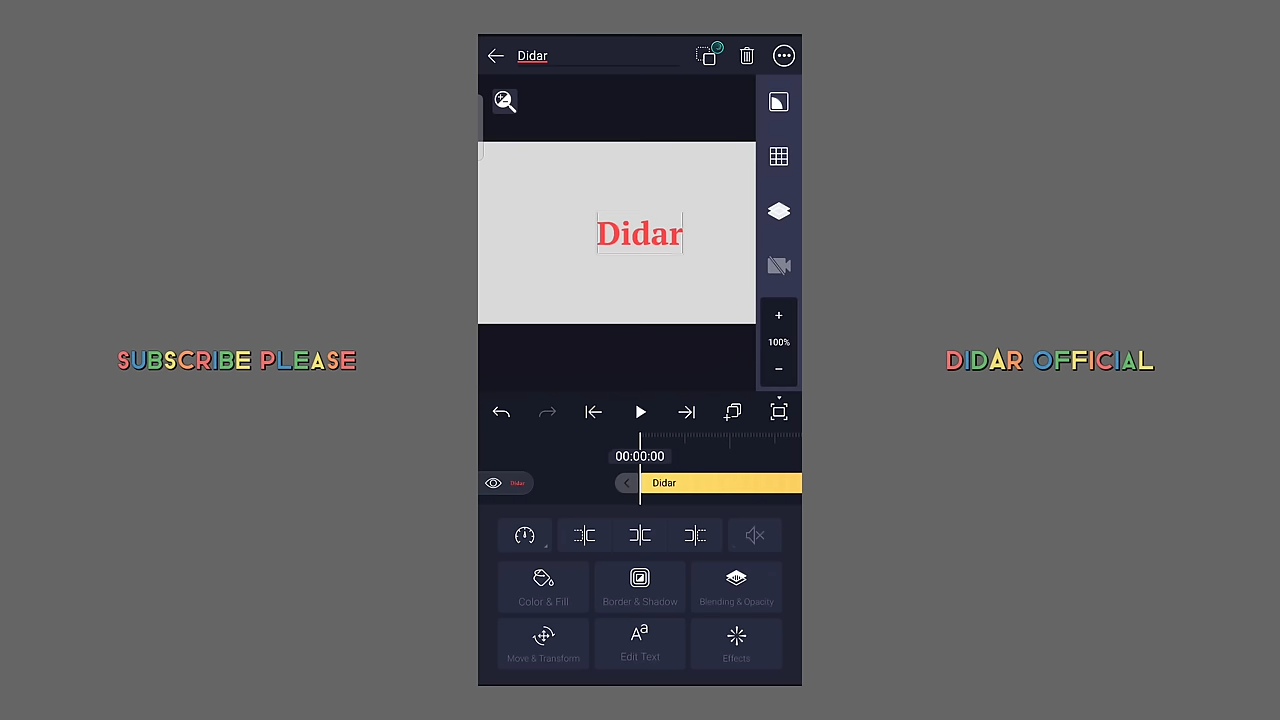 Didar
Didar
SUBSCRIBE PLEASE
DIDAR OFFICIAL
100%
00:00:00
Didar
Didar
Color & Fill
Border & Shadow
Blending & Opacity
Move & Transform
Edit Text
Effects